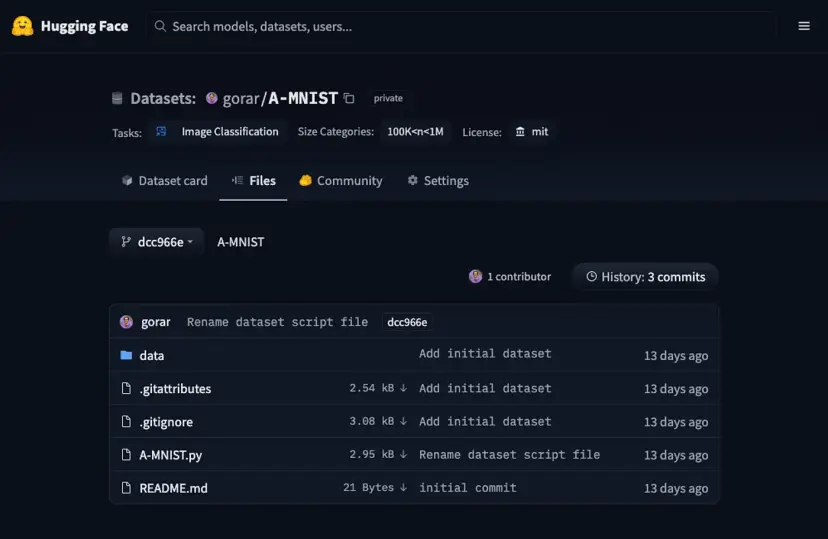 Hugging Face Search models, datasets, users...
Datasets: gorar/A-MNIST private
Tasks: Image Classification Size Categories: 100K<n<1M License: mit
Dataset card Files Community Settings
dcc966e A-MNIST
1 contributor History: 3 commits
gorar Rename dataset script file dcc966e
data Add initial dataset 13 days ago
.gitattributes 2.54 kB ↓ Add initial dataset 13 days ago
.gitignore 3.08 kB ↓ Add initial dataset 13 days ago
A-MNIST.py 2.95 kB ↓ Rename dataset script file 13 days ago
README.md 21 Bytes ↓ initial commit 13 days ago